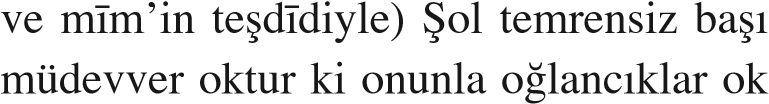 ve mīm’in teşdīdiyle) Şol temrensiz başı
müdevver oktur ki onunla oğlancıklar ok